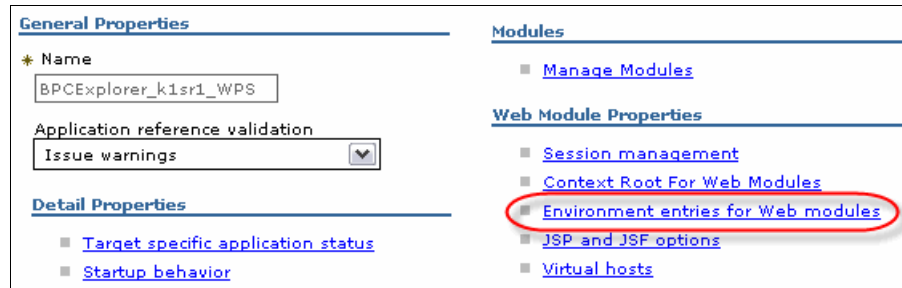 General Properties
* Name
BPCExplorer_k1sr1_WPS
Application reference validation
Issue warnings
Detail Properties
Target specific application status
Startup behavior
Modules
Manage Modules
Web Module Properties
Session management
Context Root For Web Modules
Environment entries for Web modules
JSP and JSF options
Virtual hosts